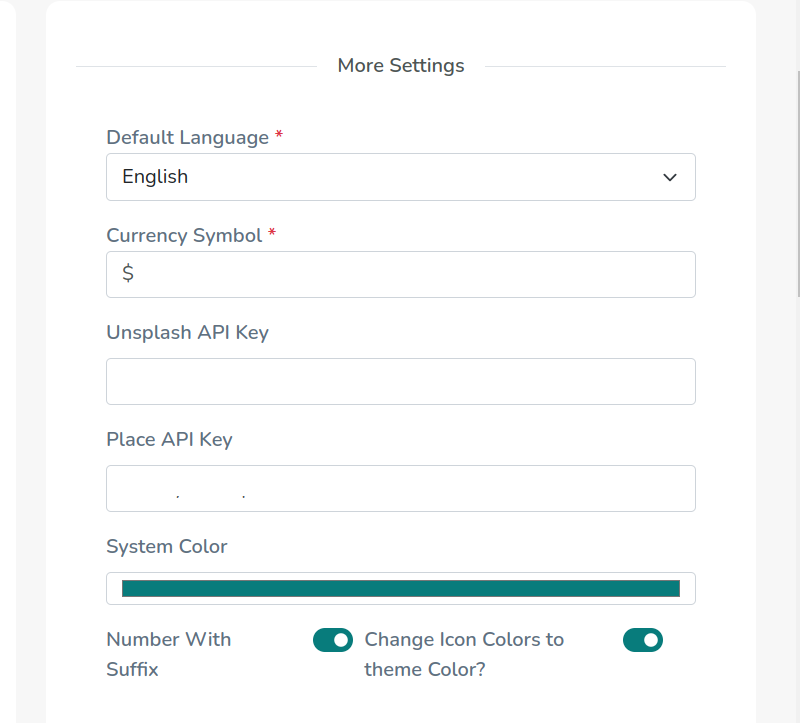 More Settings
Default Language *
English
Currency Symbol *
$
Unsplash API Key
Place API Key
System Color
Number With
Suffix
Change Icon Colors to
theme Color?